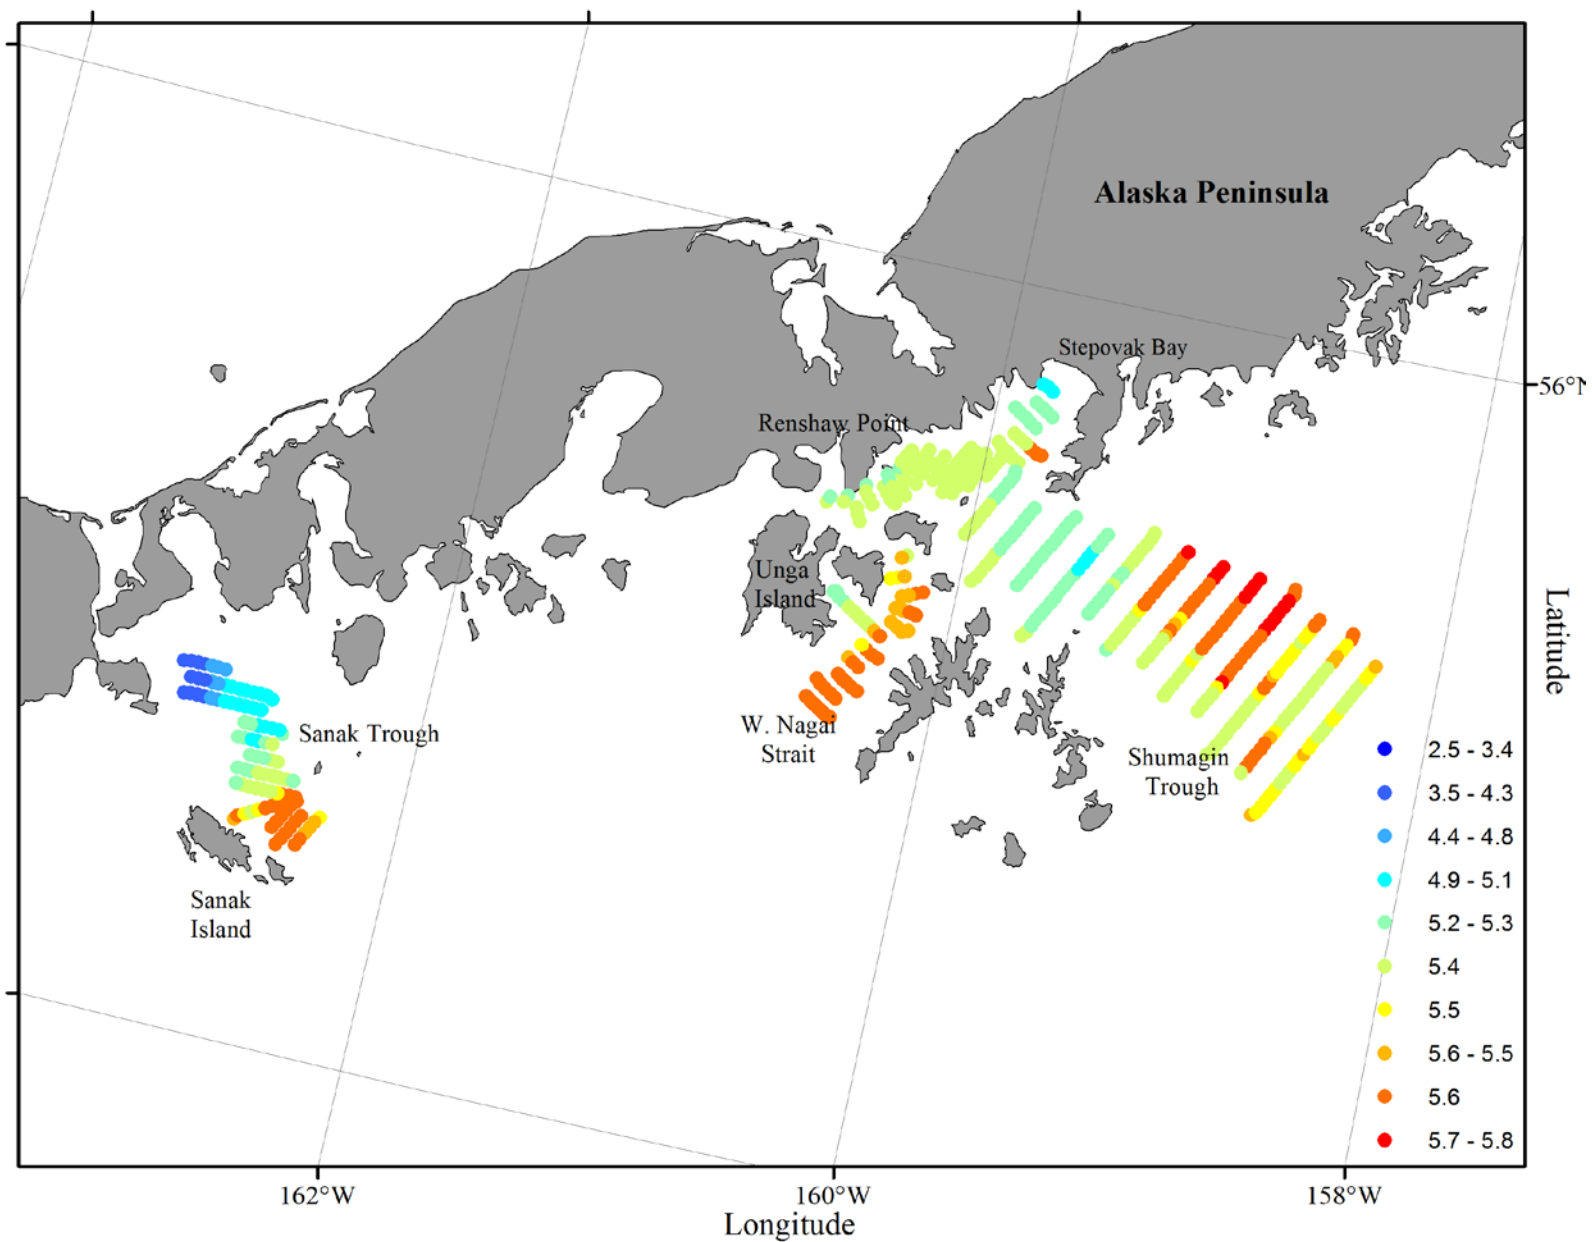 Alaska Peninsula
Stepovak Bay
56°N
Renshaw Point
Unga
Island
Latitude
Sanak Trough
W. Nagai
Strait
Shumagin
Trough
Sanak
Island
2.5 - 3.4
3.5 - 4.3
4.4 - 4.8
4.9 - 5.1
5.2 - 5.3
5.4
5.5
5.6 - 5.5
5.6
5.7 - 5.8
162°W
160°W
158°W
Longitude